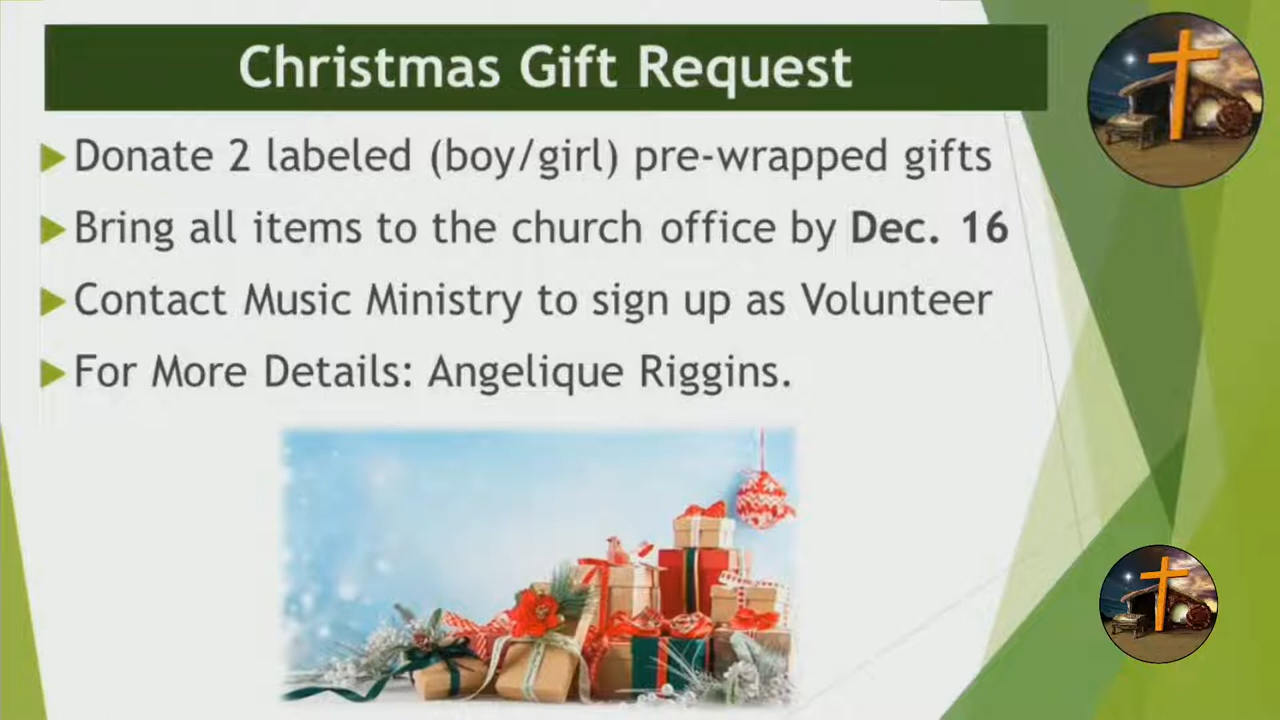 Christmas Gift Request
Donate 2 labeled (boy/girl) pre-wrapped gifts
Bring all items to the church office by Dec. 16
Contact Music Ministry to sign up as Volunteer
For More Details: Angelique Riggins.